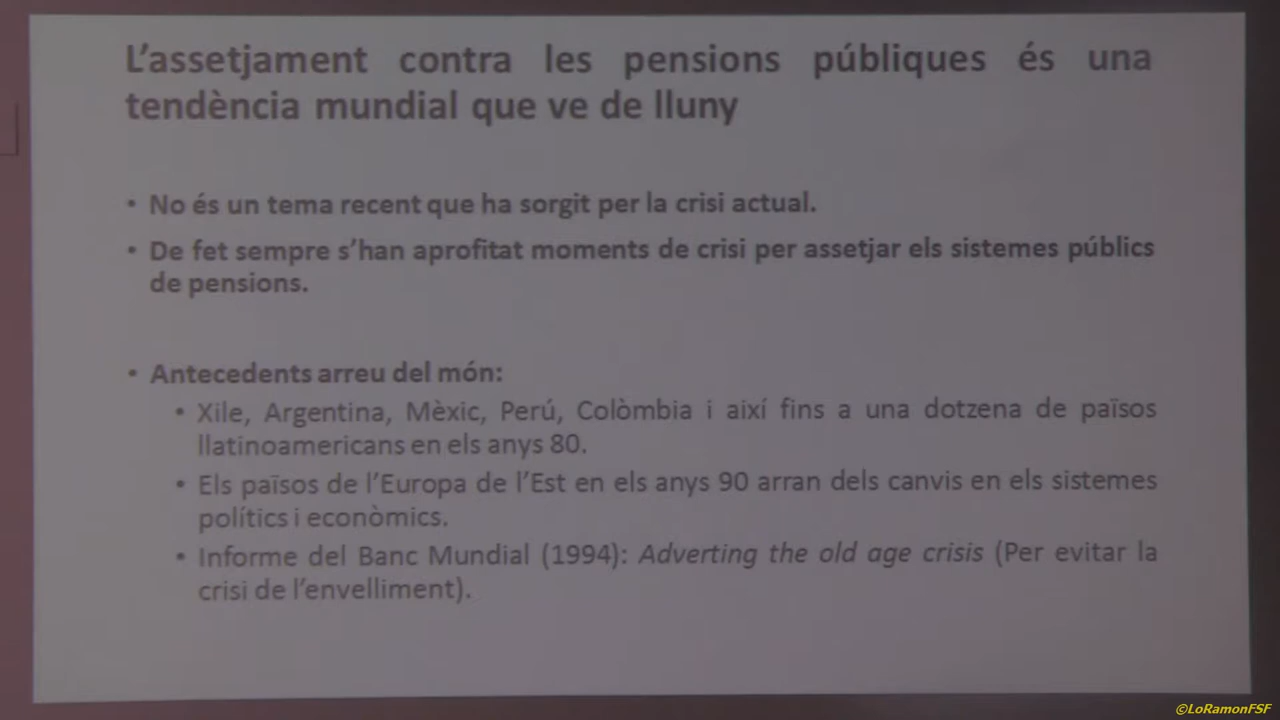 L'assetjament contra les pensions públiques és una
tendència mundial que ve de lluny
• No és un tema recent que ha sorgit per la crisi actual.
• De fet sempre s'han aprofitat moments de crisi per assetjar els sistemes públics
de pensions.
• Antecedents arreu del món:
• Xile, Argentina, Mèxic, Perú, Colòmbia i així fins a una dotzena de països
llatinoamericans en els anys 80.
• Els països de l'Europa de l'Est en els anys 90 arran dels canvis en els sistemes
polítics i econòmics.
• Informe del Banc Mundial (1994): Adverting the old age crisis (Per evitar la
crisi de l'envelliment).
©LoRamonFSF